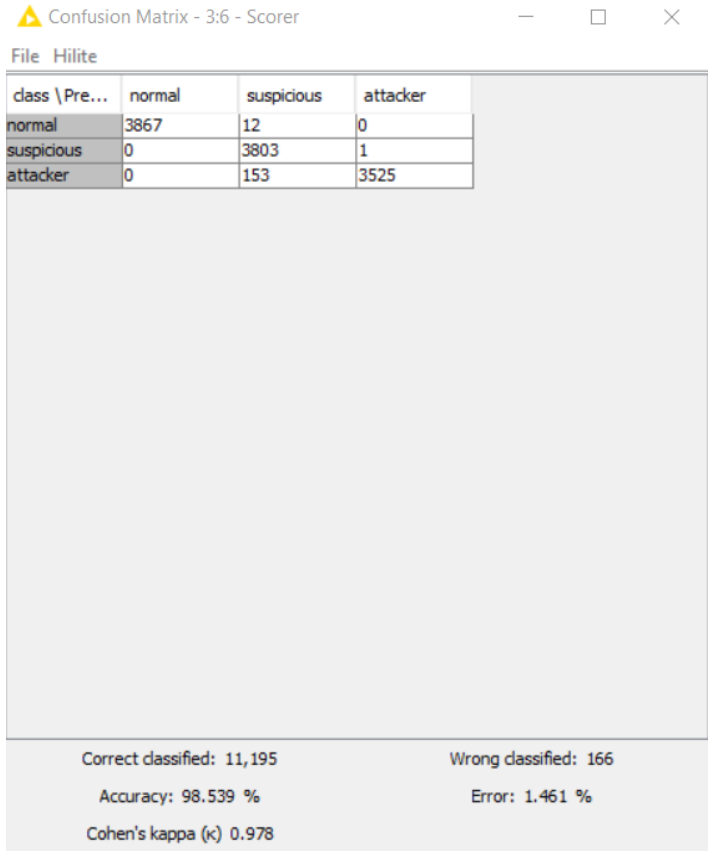 Confusion Matrix - 3:6 - Scorer
File Hilite
class \ Pre... normal suspicious attacker
normal 3867 12 0
suspicious 0 3803 1
attacker 0 153 3525
Correct classified: 11,195 Wrong classified: 166
Accuracy: 98.539 % Error: 1.461 %
Cohen's kappa (κ) 0.978